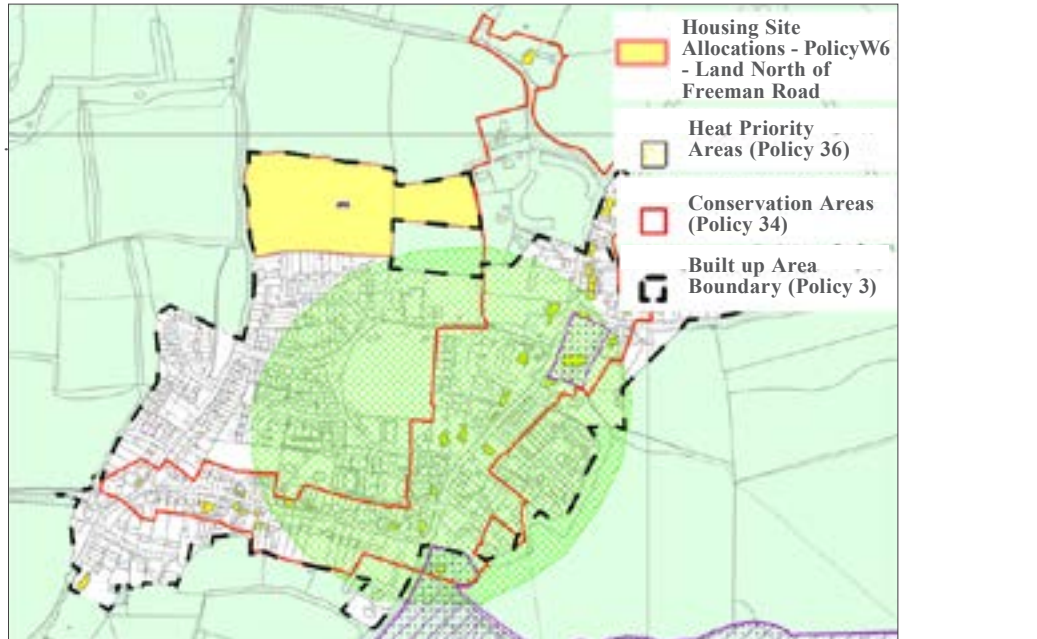 Housing Site
Allocations - PolicyW6
- Land North of
Freeman Road
Heat Priority
Areas (Policy 36)
Conservation Areas
(Policy 34)
Built up Area
Boundary (Policy 3)